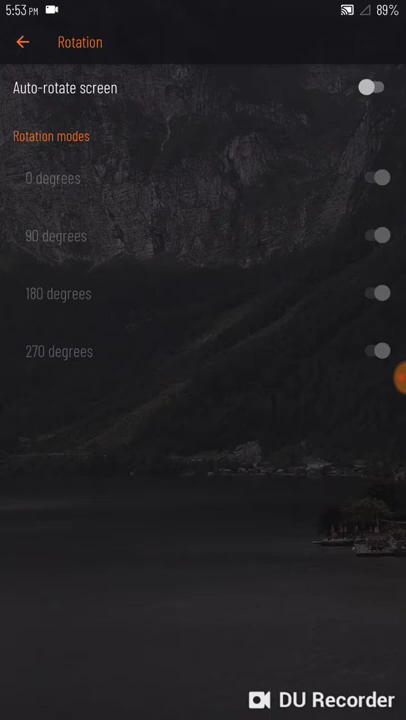 5:53 PM 89%
Rotation
Auto-rotate screen
Rotation modes
0 degrees
90 degrees
180 degrees
270 degrees
DU Recorder